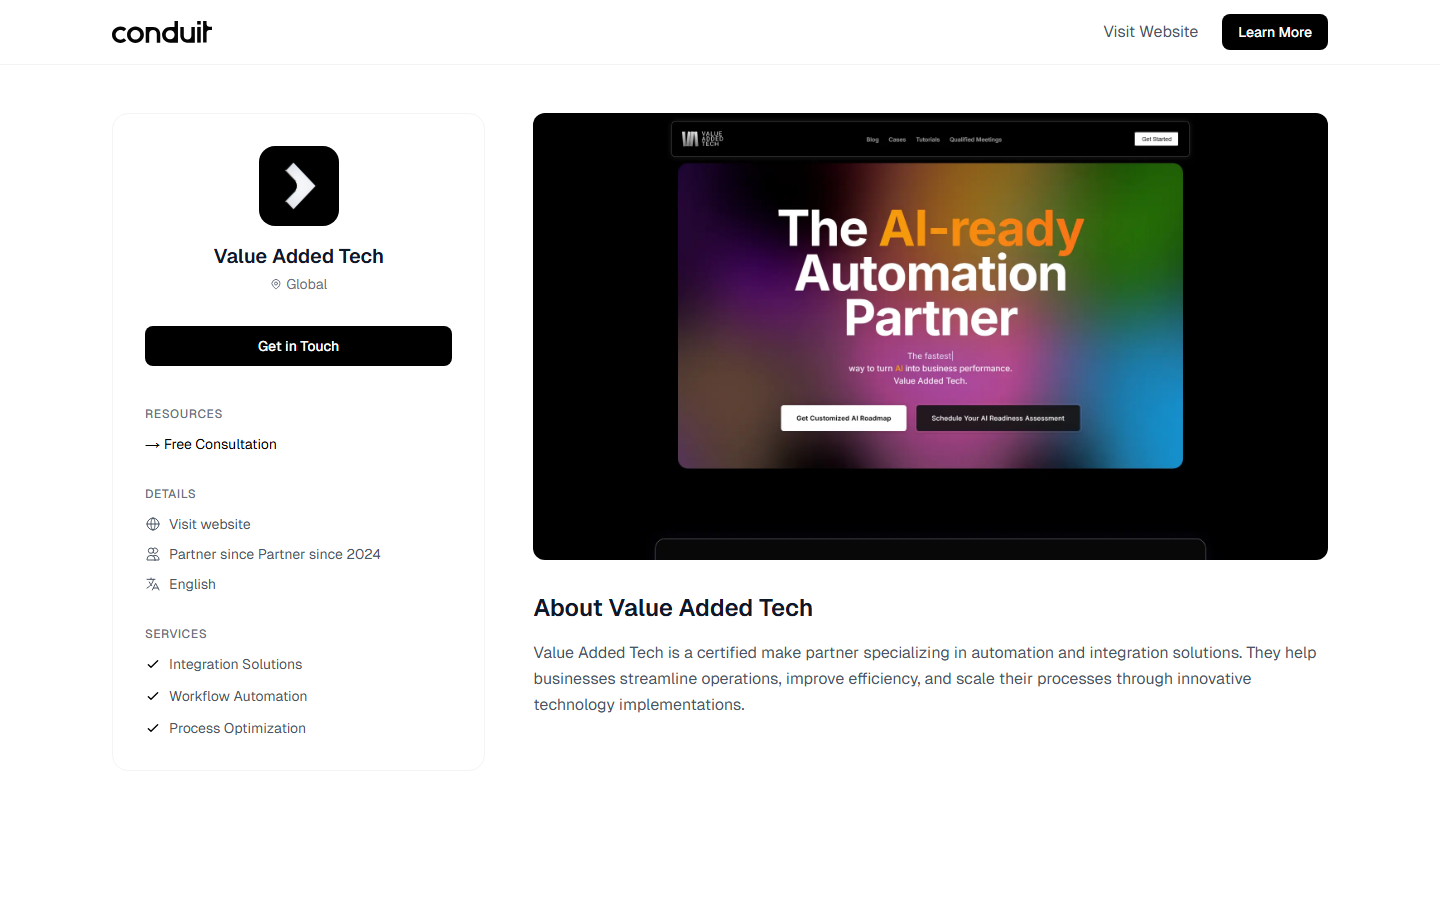 conduit
Visit Website
Learn More
Value Added Tech
Global
Get in Touch
RESOURCES
→ Free Consultation
DETAILS
Visit website
Partner since Partner since 2024
English
SERVICES
Integration Solutions
Workflow Automation
Process Optimization
VALUE
ADDED
TECH
Blog
Cases
Tutorials
Qualified Meetings
Get Started
The AI-ready
Automation
Partner
The fastest|
way to turn AI into business performance.
Value Added Tech.
Get Customized AI Roadmap
Schedule Your AI Readiness Assessment
About Value Added Tech
Value Added Tech is a certified make partner specializing in automation and integration solutions. They help
businesses streamline operations, improve efficiency, and scale their processes through innovative
technology implementations.